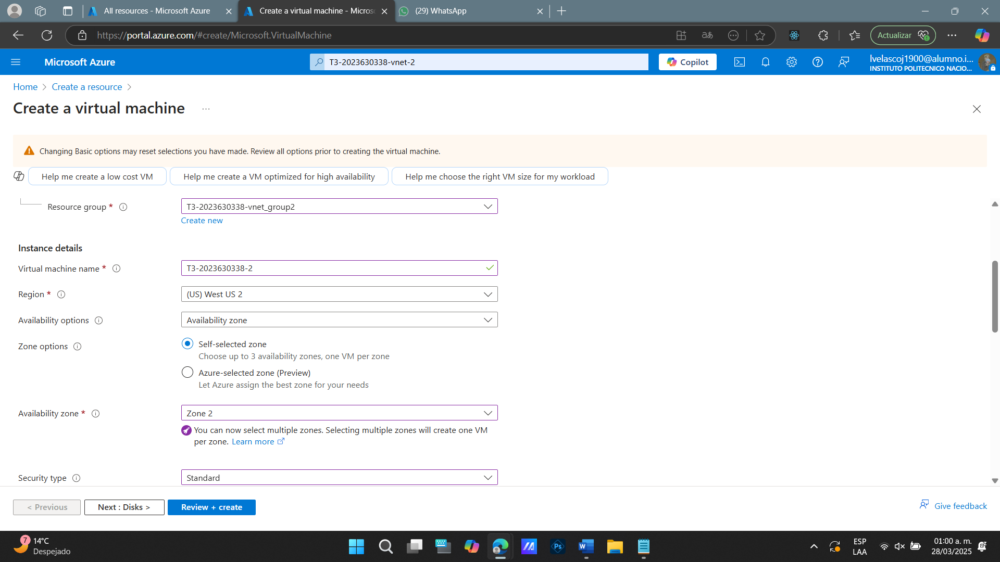 All resources - Microsoft Azure
Create a virtual machine - Micros
(29) WhatsApp
https://portal.azure.com/#create/Microsoft.VirtualMachine
Actualizar
Microsoft Azure
T3-2023630338-vnet-2
Copilot
lvelascoj1900@alumno.i...
INSTITUTO POLITECNICO NACIO...
Home > Create a resource >
Create a virtual machine ...
Changing Basic options may reset selections you have made. Review all options prior to creating the virtual machine.
Help me create a low cost VM
Help me create a VM optimized for high availability
Help me choose the right VM size for my workload
Resource group *
T3-2023630338-vnet_group2
Create new
Instance details
Virtual machine name *
T3-2023630338-2
Region *
(US) West US 2
Availability options
Availability zone
Zone options
Self-selected zone
Choose up to 3 availability zones, one VM per zone
Azure-selected zone (Preview)
Let Azure assign the best zone for your needs
Availability zone *
Zone 2
You can now select multiple zones. Selecting multiple zones will create one VM
per zone. Learn more
Security type
Standard
< Previous
Next : Disks >
Review + create
Give feedback
7
14°C
Despejado
ESP
LAA
01:00 a. m.
28/03/2025